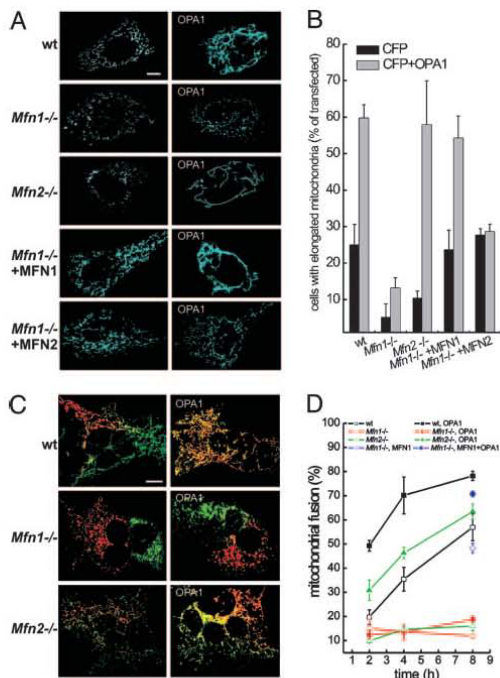 A
wt
OPA1
Mfn1-/-
OPA1
Mfn2-/-
OPA1
Mfn1-/-
+MFN1
OPA1
Mfn1-/-
+MFN2
OPA1
B
CFP
CFP+OPA1
cells with elongated mitochondria (% of transfected)
80
70
60
50
40
30
20
10
wt
Mfn1-/-
Mfn2-/-
Mfn1-/- +MFN1
Mfn1-/- +MFN2
C
wt
OPA1
Mfn1-/-
OPA1
Mfn2-/-
OPA1
D
wt
wt, OPA1
Mfn1-/-
Mfn1-/-, OPA1
Mfn2-/-
Mfn2-/-, OPA1
Mfn1-/-, MFN1
Mfn1-/-, MFN1+OPA1
mitochondrial fusion (%)
90
80
70
60
50
40
30
20
10
1 2 3 4 5 6 7 8 9
time (h)